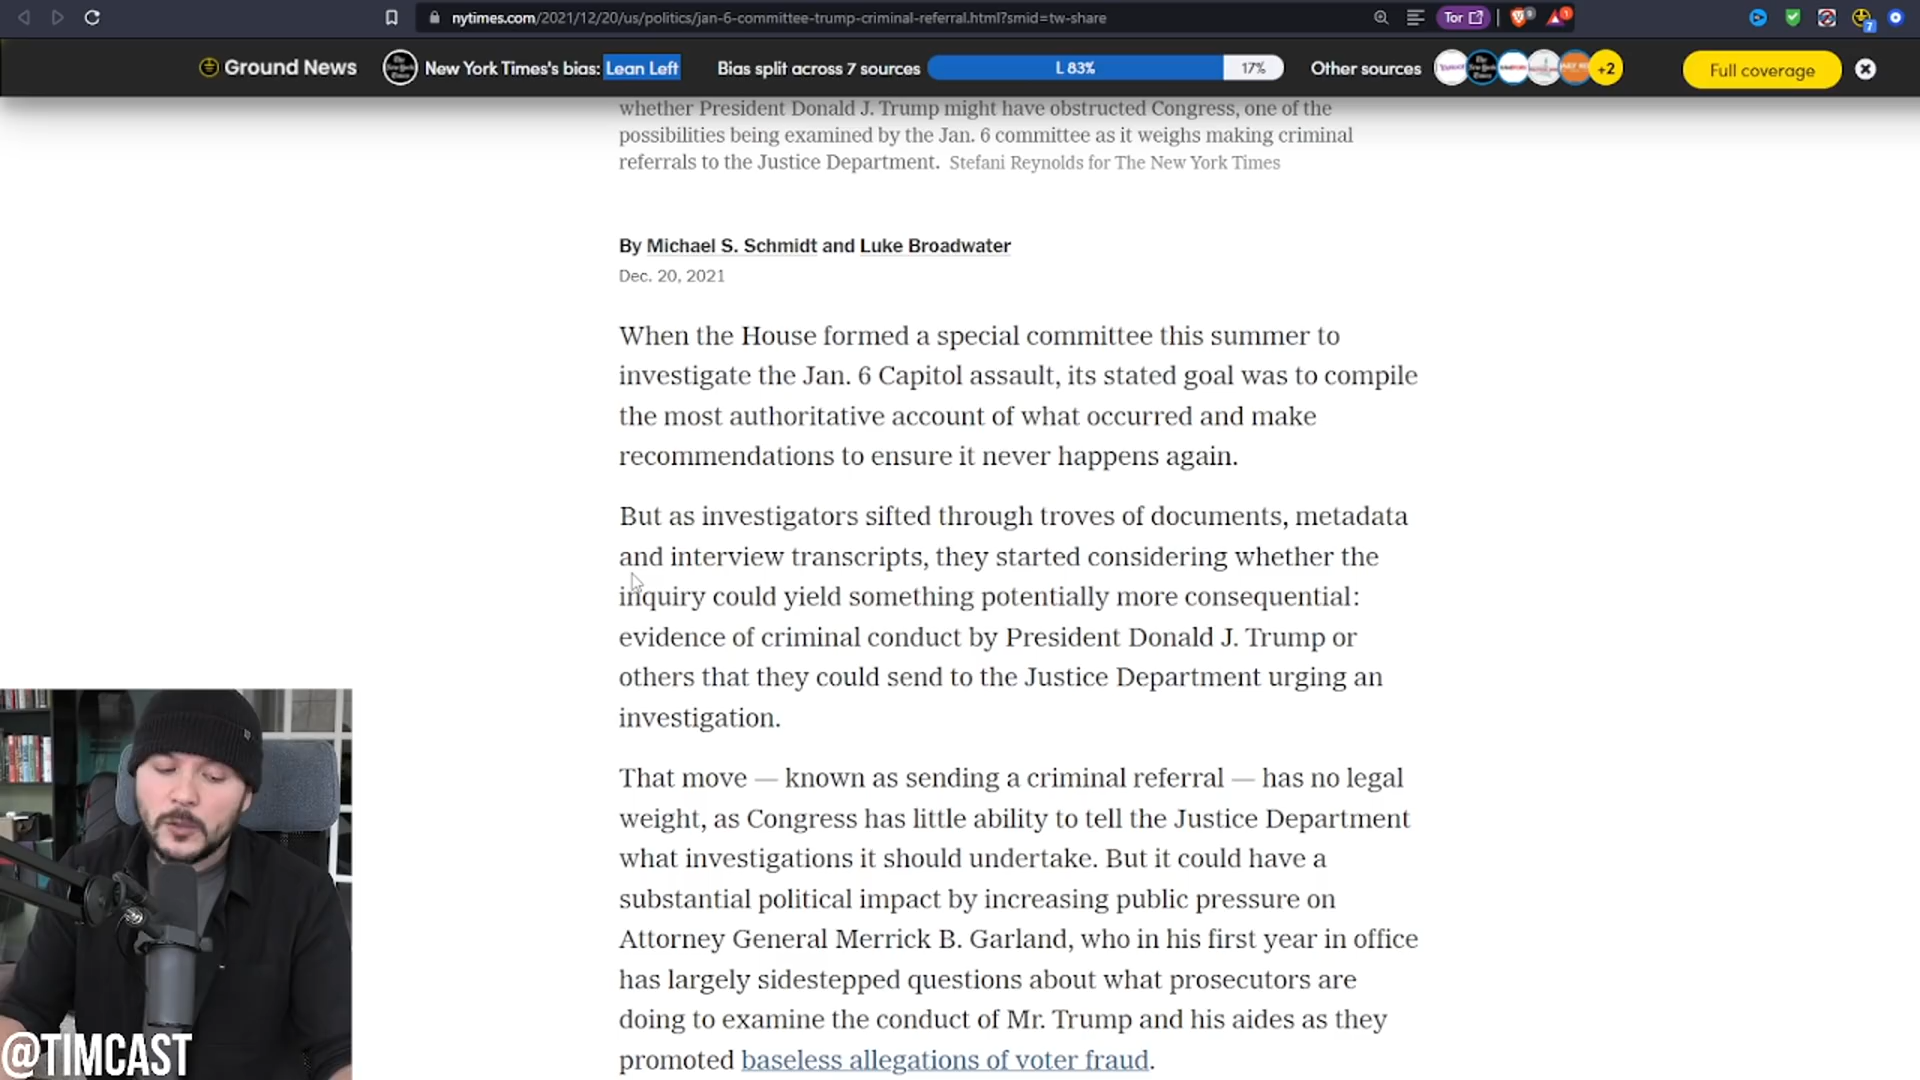 nytimes.com/2021/12/20/us/politics/jan-6-committee-trump-criminal-referral.html?smid=tw-share
Tor
Ground News
New York Times's bias: Lean Left
Bias split across 7 sources
L 83%
17%
Other sources
+2
Full coverage
whether President Donald J. Trump might have obstructed Congress, one of the
possibilities being examined by the Jan. 6 committee as it weighs making criminal
referrals to the Justice Department. Stefani Reynolds for The New York Times
By Michael S. Schmidt and Luke Broadwater
Dec. 20, 2021
When the House formed a special committee this summer to
investigate the Jan. 6 Capitol assault, its stated goal was to compile
the most authoritative account of what occurred and make
recommendations to ensure it never happens again.
But as investigators sifted through troves of documents, metadata
and interview transcripts, they started considering whether the
inquiry could yield something potentially more consequential:
evidence of criminal conduct by President Donald J. Trump or
others that they could send to the Justice Department urging an
investigation.
That move — known as sending a criminal referral — has no legal
weight, as Congress has little ability to tell the Justice Department
what investigations it should undertake. But it could have a
substantial political impact by increasing public pressure on
Attorney General Merrick B. Garland, who in his first year in office
has largely sidestepped questions about what prosecutors are
doing to examine the conduct of Mr. Trump and his aides as they
promoted baseless allegations of voter fraud.
@TIMCAST